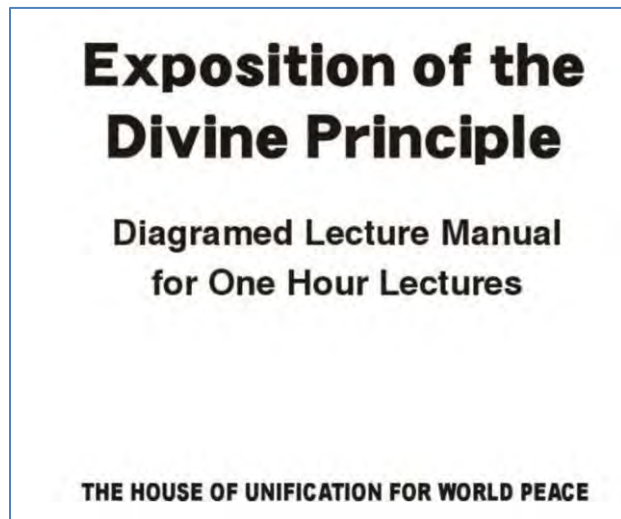 Exposition of the
Divine Principle
Diagramed Lecture Manual
for One Hour Lectures
THE HOUSE OF UNIFICATION FOR WORLD PEACE